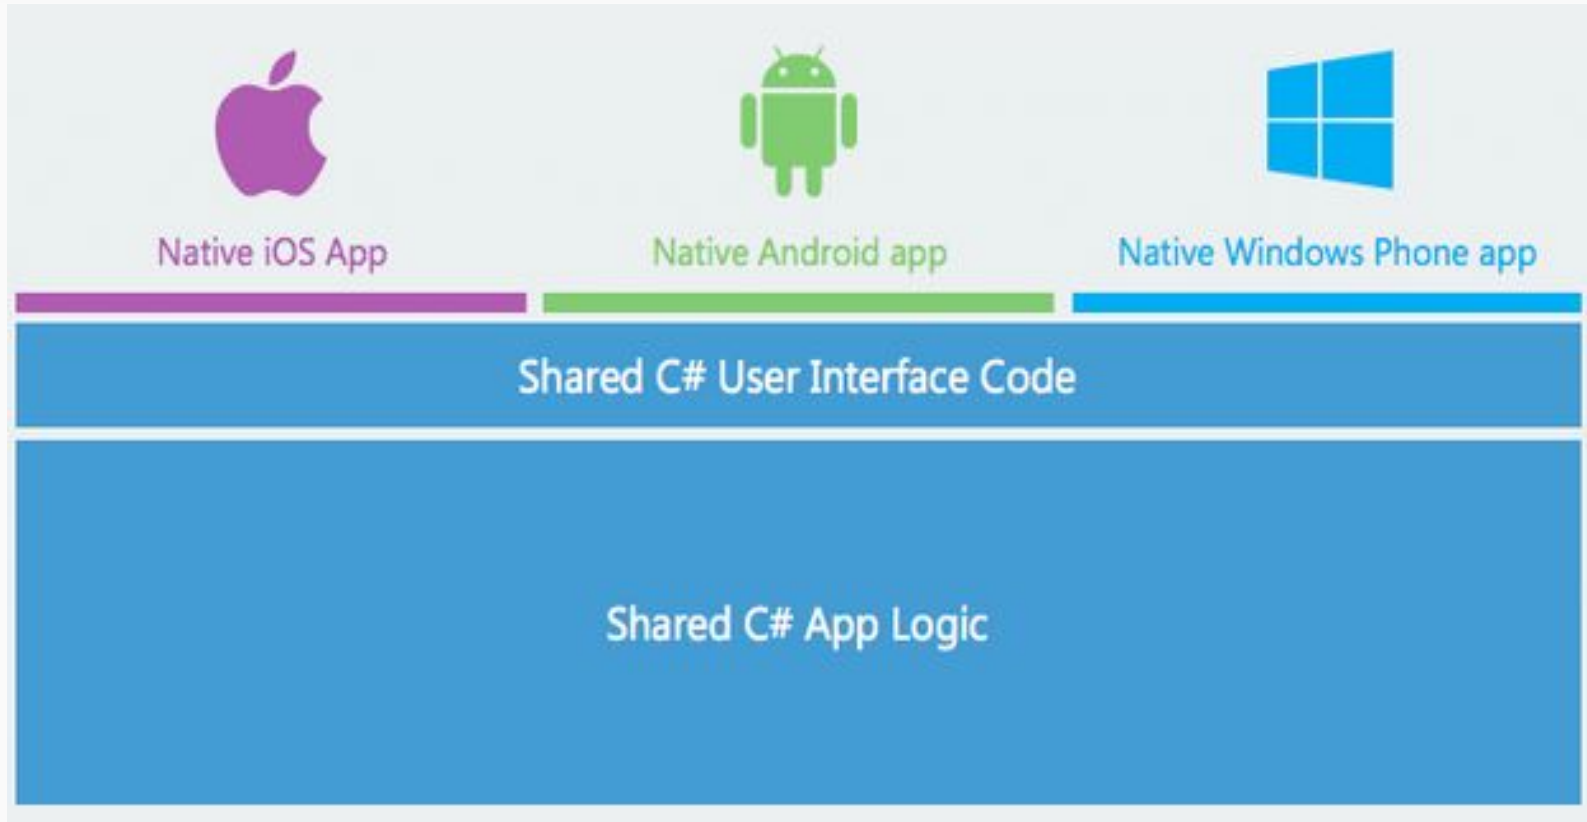 Native iOS App
Native Android app
Native Windows Phone app
Shared C# User Interface Code
Shared C# App Logic